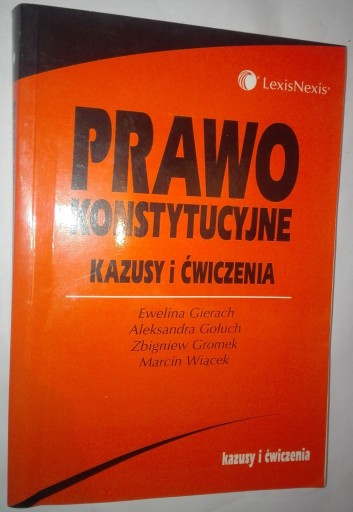 LexisNexis®
PRAWO
KONSTYTUCYJNE
KAZUSY i ĆWICZENIA
Ewelina Gierach
Aleksandra Gołuch
Zbigniew Gromek
Marcin Wiącek
kazusy i ćwiczenia